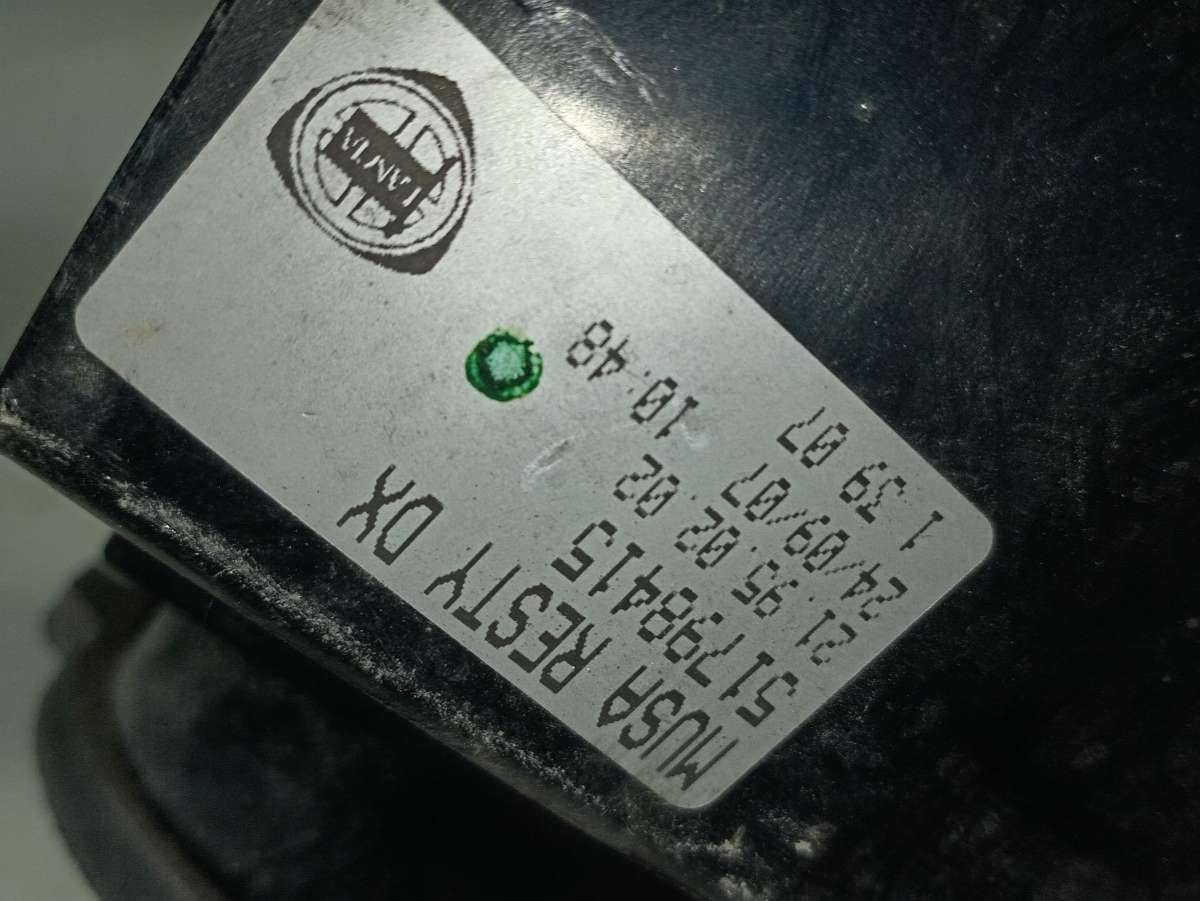 LANCIA
MUSA RESTY DX
51798415
21.95.02.02
24/09/07 10.48
1 39 07